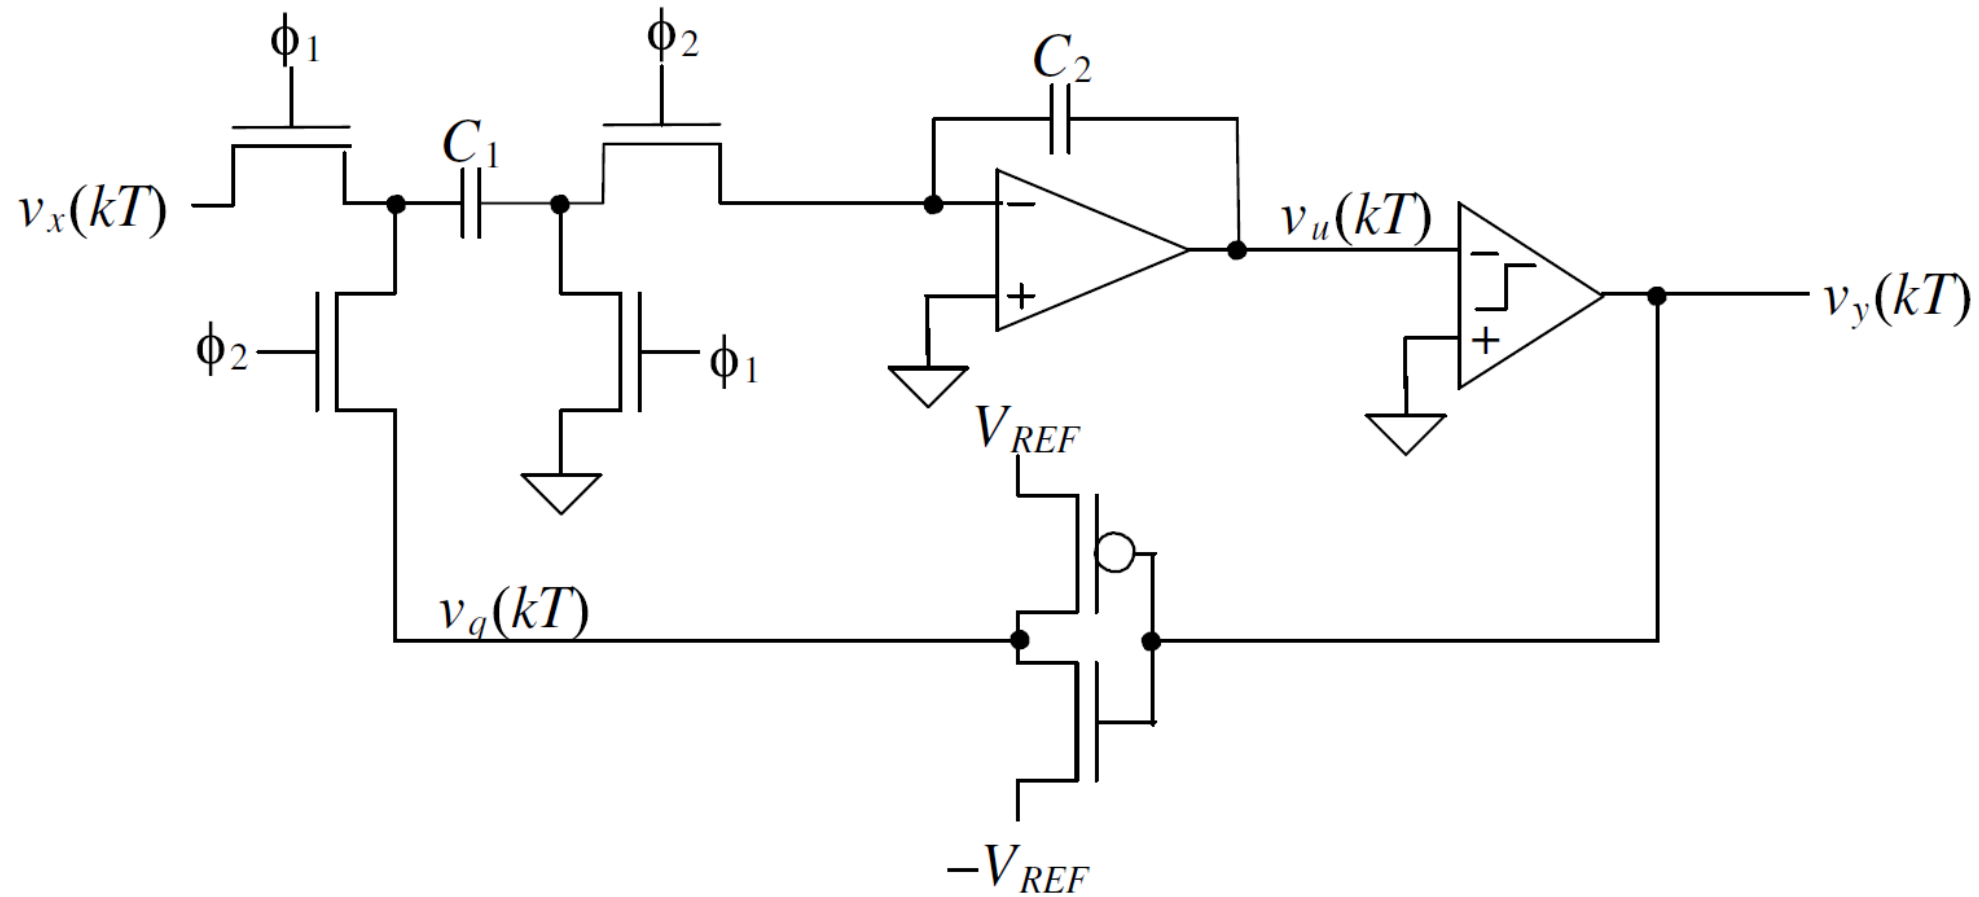 ϕ1
ϕ2
C2
C1
vx(kT)
vu(kT)
−
−
vy(kT)
+
+
ϕ2
ϕ1
VREF
vq(kT)
−VREF